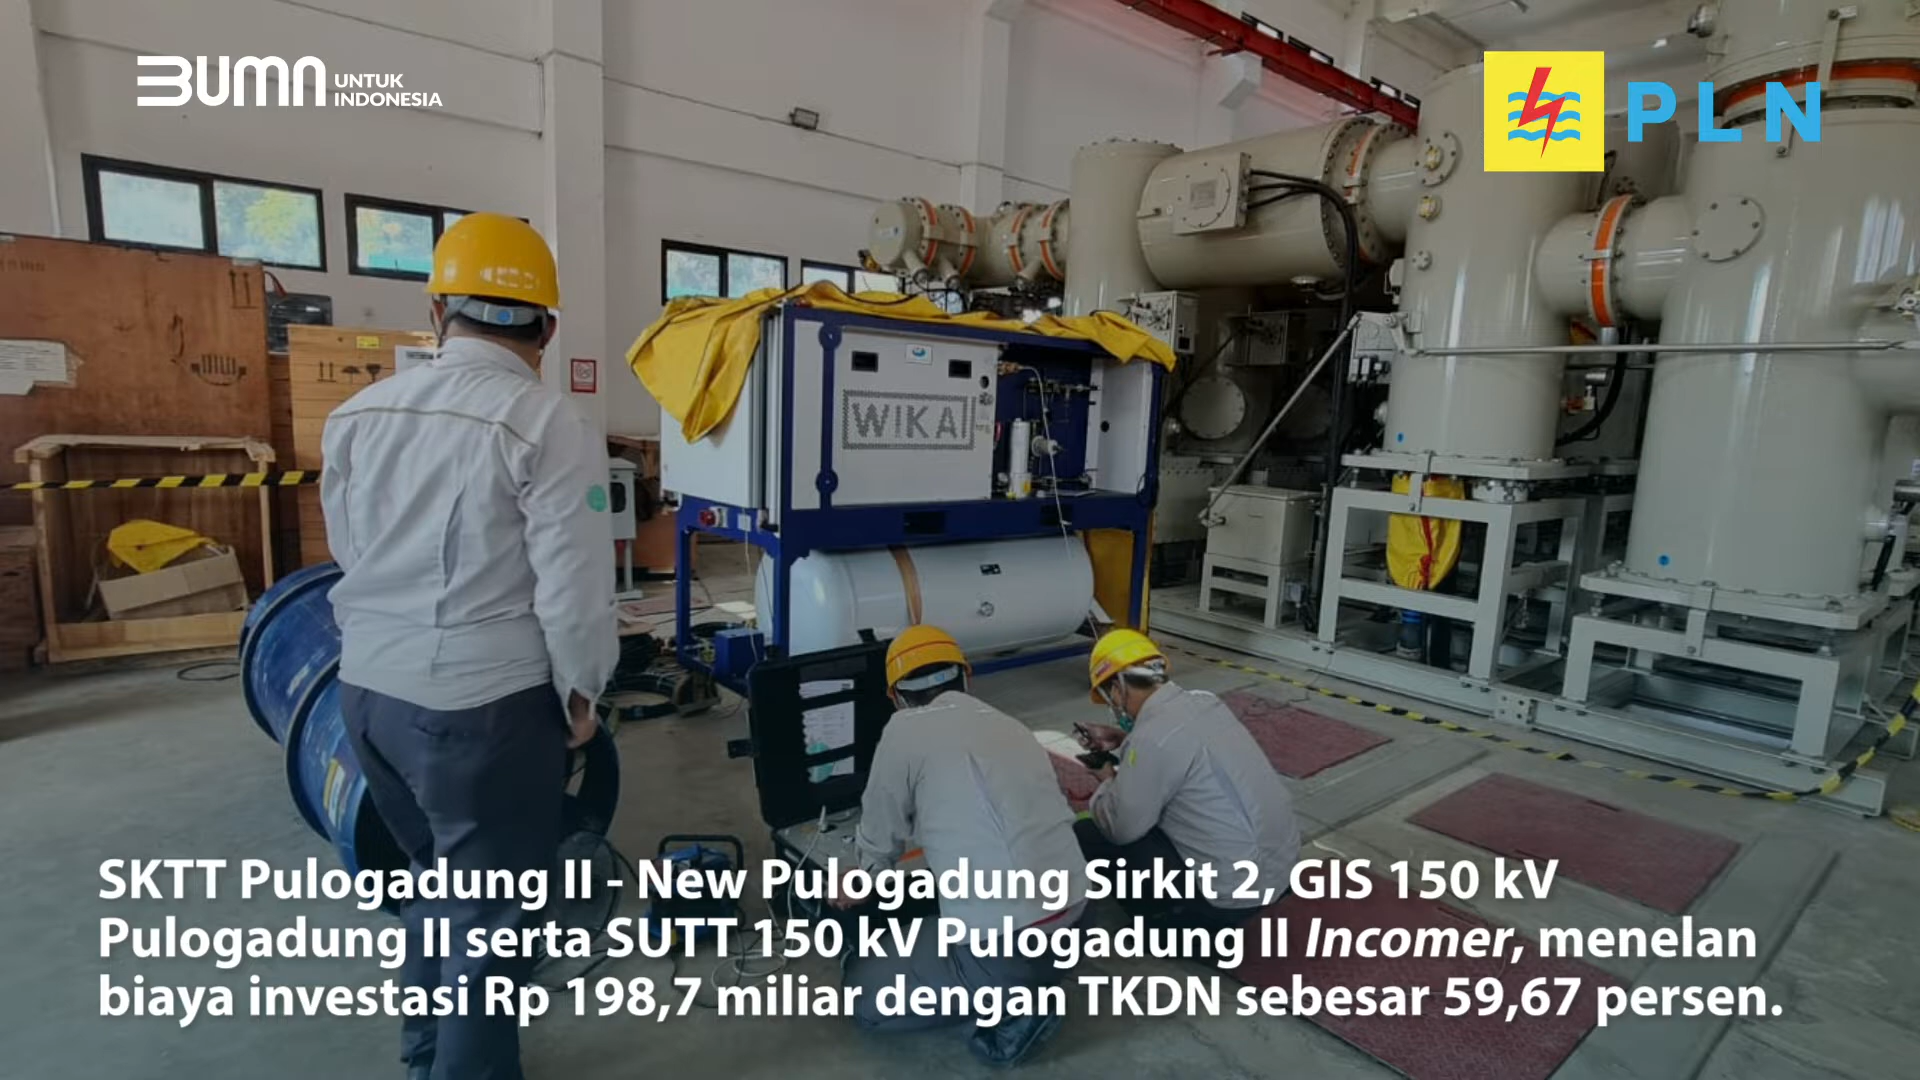 BUMN UNTUK
INDONESIA
PLN
WIKA
SKTT Pulogadung II - New Pulogadung Sirkit 2, GIS 150 kV
Pulogadung II serta SUTT 150 kV Pulogadung II Incomer, menelan
biaya investasi Rp 198,7 miliar dengan TKDN sebesar 59,67 persen.